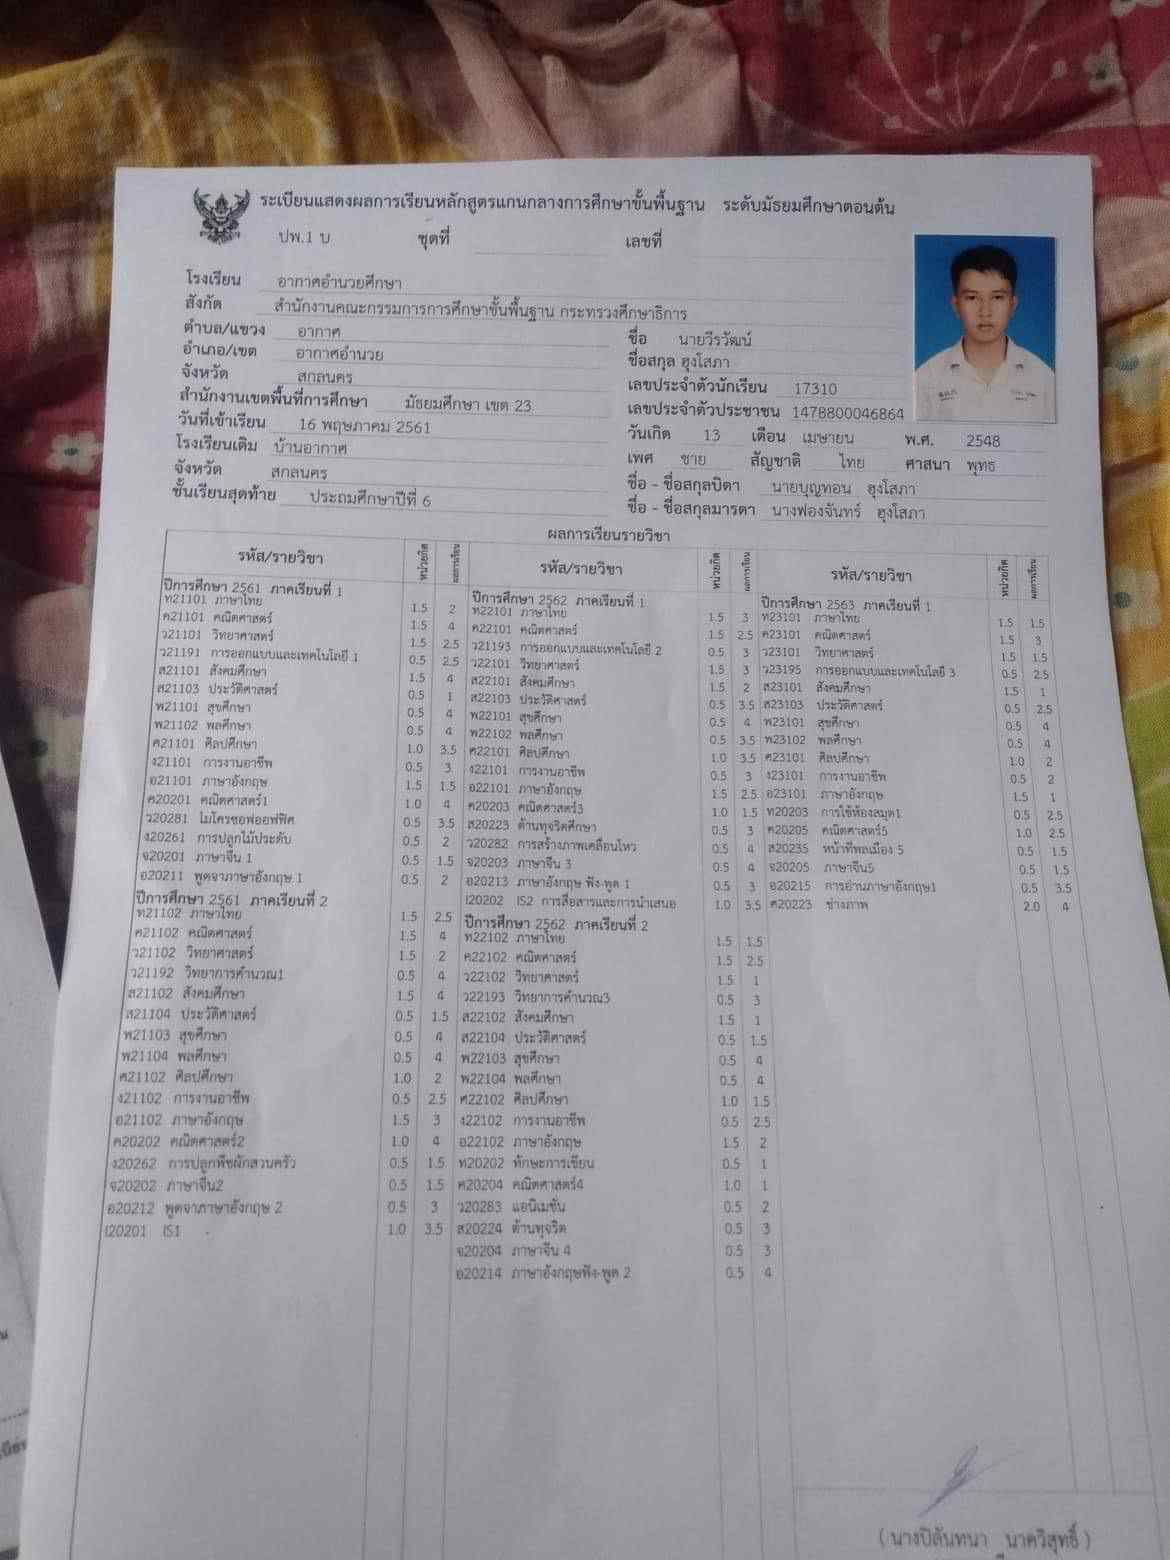 ระเบียนแสดงผลการเรียนหลักสูตรแกนกลางการศึกษาขั้นพื้นฐาน ระดับมัธยมศึกษาตอนต้น
ปพ.1 บ ชุดที่ เลขที่
โรงเรียน อากาศอำนวยศึกษา
สังกัด สำนักงานคณะกรรมการการศึกษาขั้นพื้นฐาน กระทรวงศึกษาธิการ
ตำบล/แขวง อากาศ
อำเภอ/เขต อากาศอำนวย
จังหวัด สกลนคร
สำนักงานเขตพื้นที่การศึกษา มัธยมศึกษา เขต 23
วันที่เข้าเรียน 16 พฤษภาคม 2561
โรงเรียนเดิม บ้านอากาศ
จังหวัด สกลนคร
ชั้นเรียนสุดท้าย ประถมศึกษาปีที่ 6
ชื่อ นายวีรวัฒน์
ชื่อสกุล ฮุงโสภา
เลขประจำตัวนักเรียน 17310
เลขประจำตัวประชาชน 1478800046864
วันเกิด 13 เดือน เมษายน พ.ศ. 2548
เพศ ชาย สัญชาติ ไทย ศาสนา พุทธ
ชื่อ - ชื่อสกุลบิดา นายบุญทอน ฮุงโสภา
ชื่อ - ชื่อสกุลมารดา นางฟองจันทร์ ฮุงโสภา
ผลการเรียนรายวิชา
รหัส/รายวิชา หน่วยกิต ผลการเรียน
ปีการศึกษา 2561 ภาคเรียนที่ 1
ท21101 ภาษาไทย 1.5 2
ค21101 คณิตศาสตร์ 1.5 4
ว21101 วิทยาศาสตร์ 1.5 2.5
ว21191 การออกแบบและเทคโนโลยี 1 0.5 2.5
ส21101 สังคมศึกษา 1.5 4
ส21103 ประวัติศาสตร์ 0.5 1
พ21101 สุขศึกษา 0.5 4
พ21102 พลศึกษา 0.5 4
ศ21101 ศิลปศึกษา 1.0 3.5
ง21101 การงานอาชีพ 0.5 3
อ21101 ภาษาอังกฤษ 1.5 1.5
ค20201 คณิตศาสตร์1 1.0 4
ว20281 ไมโครซอฟออฟฟิศ 0.5 3.5
ง20261 การปลูกไม้ประดับ 0.5 2
จ20201 ภาษาจีน 1 0.5 1.5
อ20211 พูดจาภาษาอังกฤษ 1 0.5 2
ปีการศึกษา 2561 ภาคเรียนที่ 2
ท21102 ภาษาไทย 1.5 2.5
ค21102 คณิตศาสตร์ 1.5 4
ว21102 วิทยาศาสตร์ 1.5 2
ว21192 วิทยาการคำนวณ1 0.5 4
ส21102 สังคมศึกษา 1.5 4
ส21104 ประวัติศาสตร์ 0.5 1.5
พ21103 สุขศึกษา 0.5 4
พ21104 พลศึกษา 0.5 4
ศ21102 ศิลปศึกษา 1.0 2
ง21102 การงานอาชีพ 0.5 2.5
อ21102 ภาษาอังกฤษ 1.5 3
ค20202 คณิตศาสตร์2 1.0 4
ง20262 การปลูกพืชผักสวนครัว 0.5 1.5
จ20202 ภาษาจีน2 0.5 1.5
อ20212 พูดจาภาษาอังกฤษ 2 0.5 3
I20201 IS1 1.0 3.5
รหัส/รายวิชา หน่วยกิต ผลการเรียน
ปีการศึกษา 2562 ภาคเรียนที่ 1
ท22101 ภาษาไทย 1.5 3
ค22101 คณิตศาสตร์ 1.5 2.5
ว21193 การออกแบบและเทคโนโลยี 2 0.5 3
ว22101 วิทยาศาสตร์ 1.5 3
ส22101 สังคมศึกษา 1.5 2
ส22103 ประวัติศาสตร์ 0.5 3.5
พ22101 สุขศึกษา 0.5 4
พ22102 พลศึกษา 0.5 3.5
ศ22101 ศิลปศึกษา 1.0 3.5
ง22101 การงานอาชีพ 0.5 3
อ22101 ภาษาอังกฤษ 1.5 2.5
ค20203 คณิตศาสตร์3 1.0 1.5
ส20223 ต้านทุจริตศึกษา 0.5 3
ว20282 การสร้างภาพเคลื่อนไหว 0.5 4
จ20203 ภาษาจีน 3 0.5 4
อ20213 ภาษาอังกฤษ ฟัง-พูด 1 0.5 3
I20202 IS2 การสื่อสารและการนำเสนอ 1.0 3.5
ปีการศึกษา 2562 ภาคเรียนที่ 2
ท22102 ภาษาไทย 1.5 1.5
ค22102 คณิตศาสตร์ 1.5 2.5
ว22102 วิทยาศาสตร์ 1.5 1
ว22193 วิทยาการคำนวณ3 0.5 3
ส22102 สังคมศึกษา 1.5 1
ส22104 ประวัติศาสตร์ 0.5 1.5
พ22103 สุขศึกษา 0.5 4
พ22104 พลศึกษา 0.5 4
ศ22102 ศิลปศึกษา 1.0 1.5
ง22102 การงานอาชีพ 0.5 2.5
อ22102 ภาษาอังกฤษ 1.5 2
ท20202 ทักษะการเขียน 0.5 1
ค20204 คณิตศาสตร์4 1.0 1
ว20283 แอนิเมชั่น 0.5 2
ส20224 ต้านทุจริต 0.5 3
จ20204 ภาษาจีน 4 0.5 3
อ20214 ภาษาอังกฤษฟัง-พูด 2 0.5 4
รหัส/รายวิชา หน่วยกิต ผลการเรียน
ปีการศึกษา 2563 ภาคเรียนที่ 1
ท23101 ภาษาไทย 1.5 1.5
ค23101 คณิตศาสตร์ 1.5 3
ว23101 วิทยาศาสตร์ 1.5 1.5
ว23195 การออกแบบและเทคโนโลยี 3 0.5 2.5
ส23101 สังคมศึกษา 1.5 1
ส23103 ประวัติศาสตร์ 0.5 2.5
พ23101 สุขศึกษา 0.5 4
พ23102 พลศึกษา 0.5 4
ศ23101 ศิลปศึกษา 1.0 2
ง23101 การงานอาชีพ 0.5 2
อ23101 ภาษาอังกฤษ 1.5 1
ท20203 การใช้ห้องสมุด1 0.5 2.5
ค20205 คณิตศาสตร์5 1.0 2.5
ส20235 หน้าที่พลเมือง 5 0.5 1.5
จ20205 ภาษาจีน5 0.5 1.5
อ20215 การอ่านภาษาอังกฤษ1 0.5 3.5
ศ20223 ช่างภาพ 2.0 4
(นางปิลันทนา นาควิสุทธิ์)